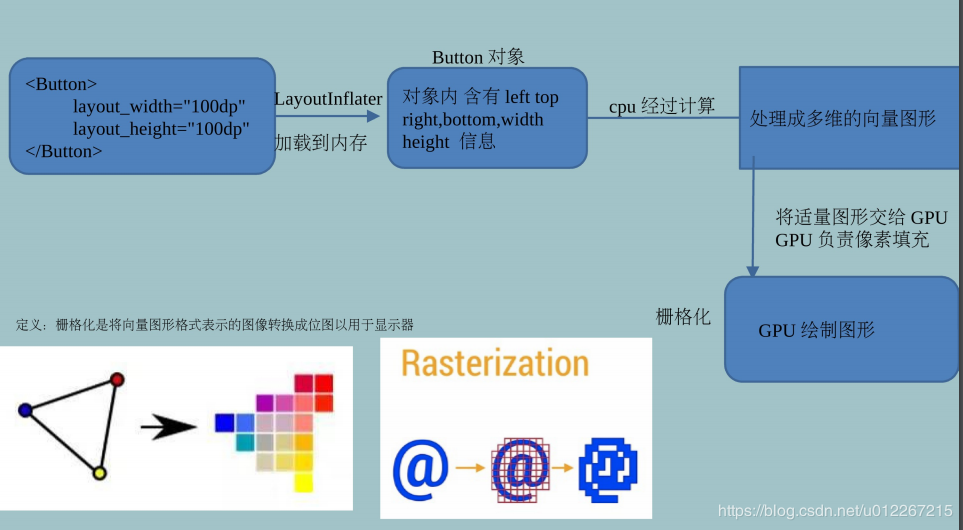 <Button>
layout_width="100dp"
layout_height="100dp"
</Button>
LayoutInflater
加载到内存
Button 对象
对象内 含有 left top
right,bottom,width
height 信息
cpu 经过计算
处理成多维的向量图形
将适量图形交给 GPU
GPU 负责像素填充
栅格化
GPU 绘制图形
定义：栅格化是将向量图形格式表示的图像转换成位图以用于显示器
Rasterization
@
@
@
https://blog.csdn.net/u012267215